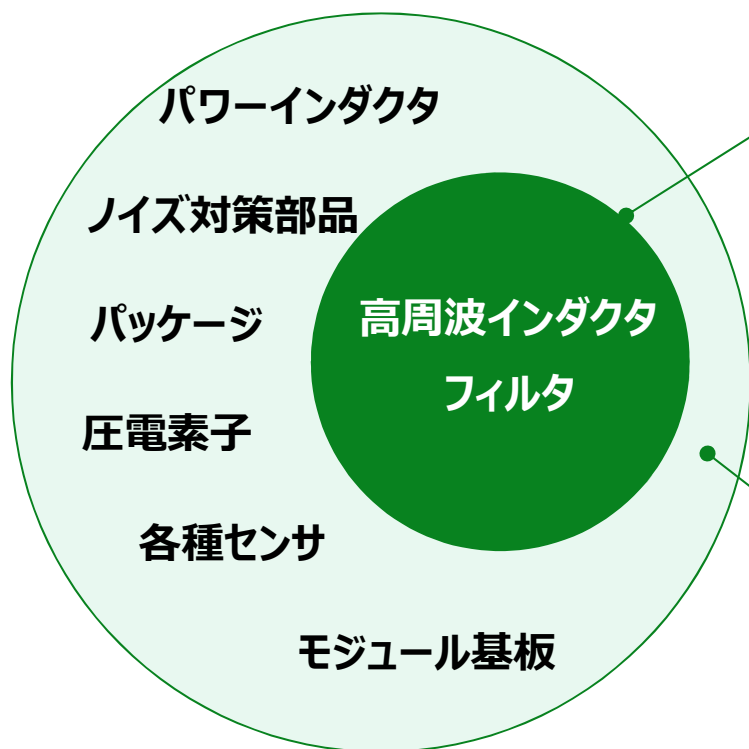 パワーインダクタ
ノイズ対策部品
パッケージ
圧電素子
各種センサ
モジュール基板
高周波インダクタ
フィルタ